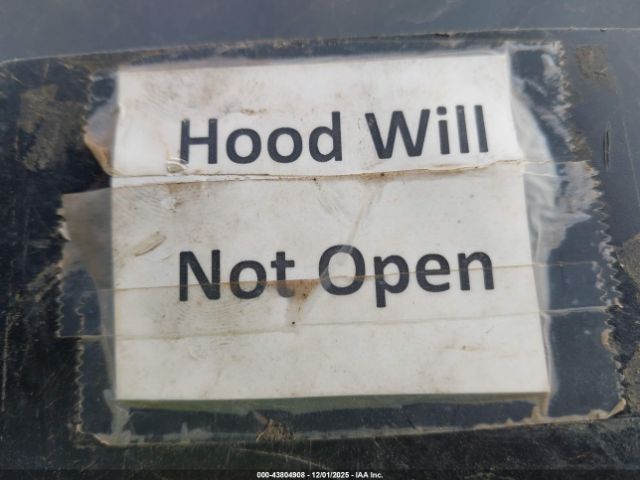 Hood Will
Not Open
000-43804908 - 12/01/2025 - IAA Inc.